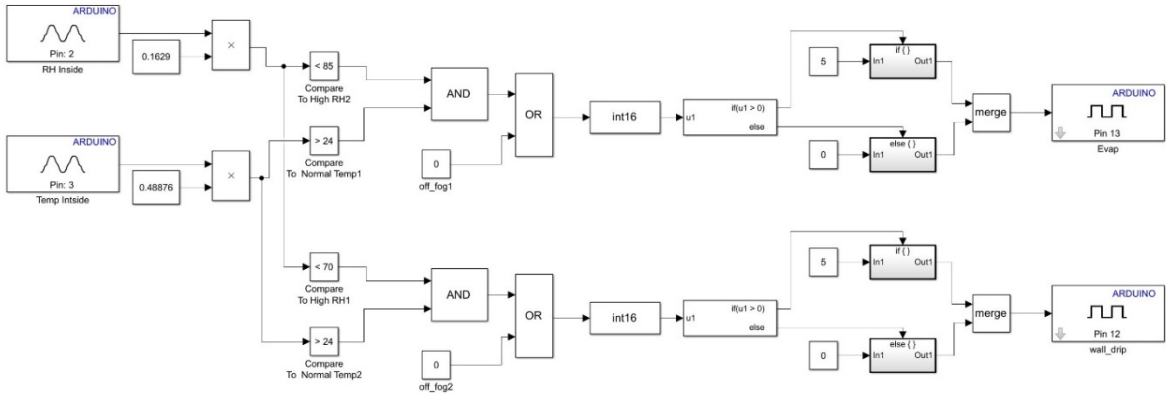 ARDUINO
Pin: 2
RH Inside
0.1629
×
< 85
Compare
To High RH2
AND
OR
int16
u1
if(u1 > 0)
else
5
if { }
In1
Out1
merge
ARDUINO
Pin 13
Evap
ARDUINO
Pin: 3
Temp Intside
0.48876
×
> 24
Compare
To Normal Temp1
0
off_fog1
0
else { }
In1
Out1
< 70
Compare
To High RH1
AND
OR
int16
u1
if(u1 > 0)
else
5
if { }
In1
Out1
merge
ARDUINO
Pin 12
wall_drip
> 24
Compare
To Normal Temp2
0
off_fog2
0
else { }
In1
Out1